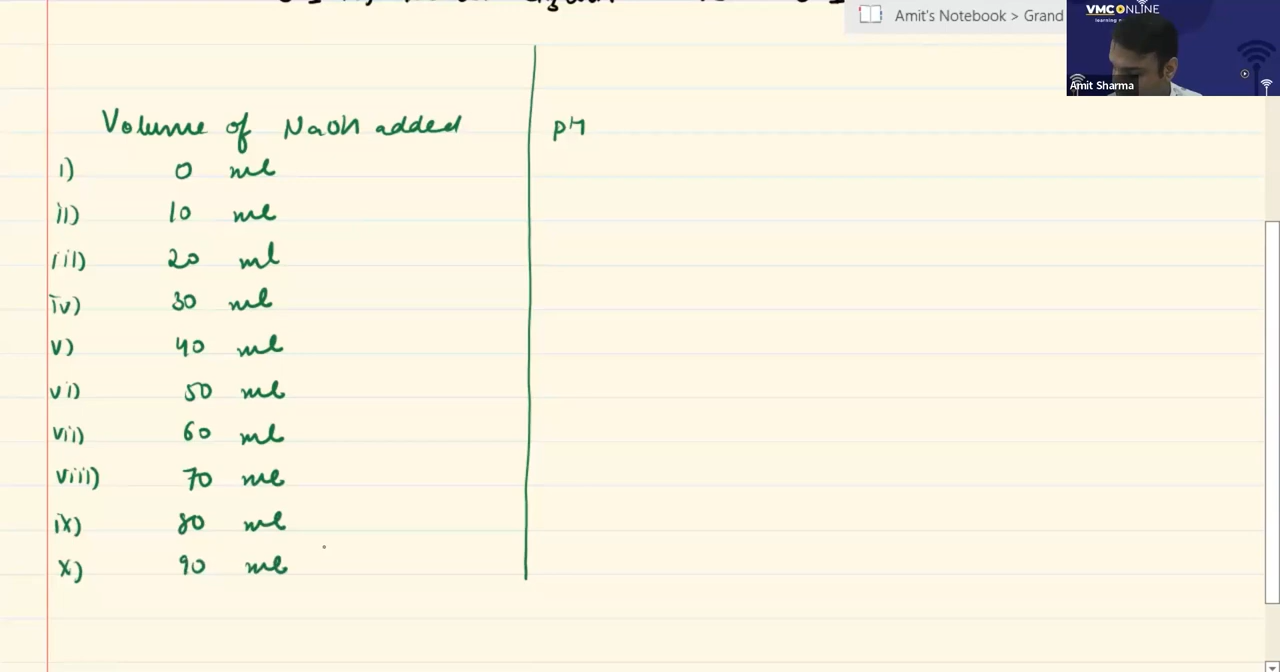 Amit's Notebook > Grand
VMC ONLINE
Amit Sharma
Volume of NaOH added pH
i) 0 ml
ii) 10 ml
iii) 20 ml
iv) 30 ml
v) 40 ml
vi) 50 ml
vii) 60 ml
viii) 70 ml
ix) 80 ml
x) 90 ml